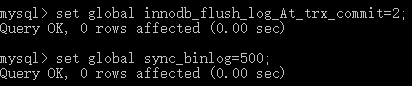 mysql> set global innodb_flush_log_At_trx_commit=2;
Query OK, 0 rows affected (0.00 sec)
mysql> set global sync_binlog=500;
Query OK, 0 rows affected (0.00 sec)